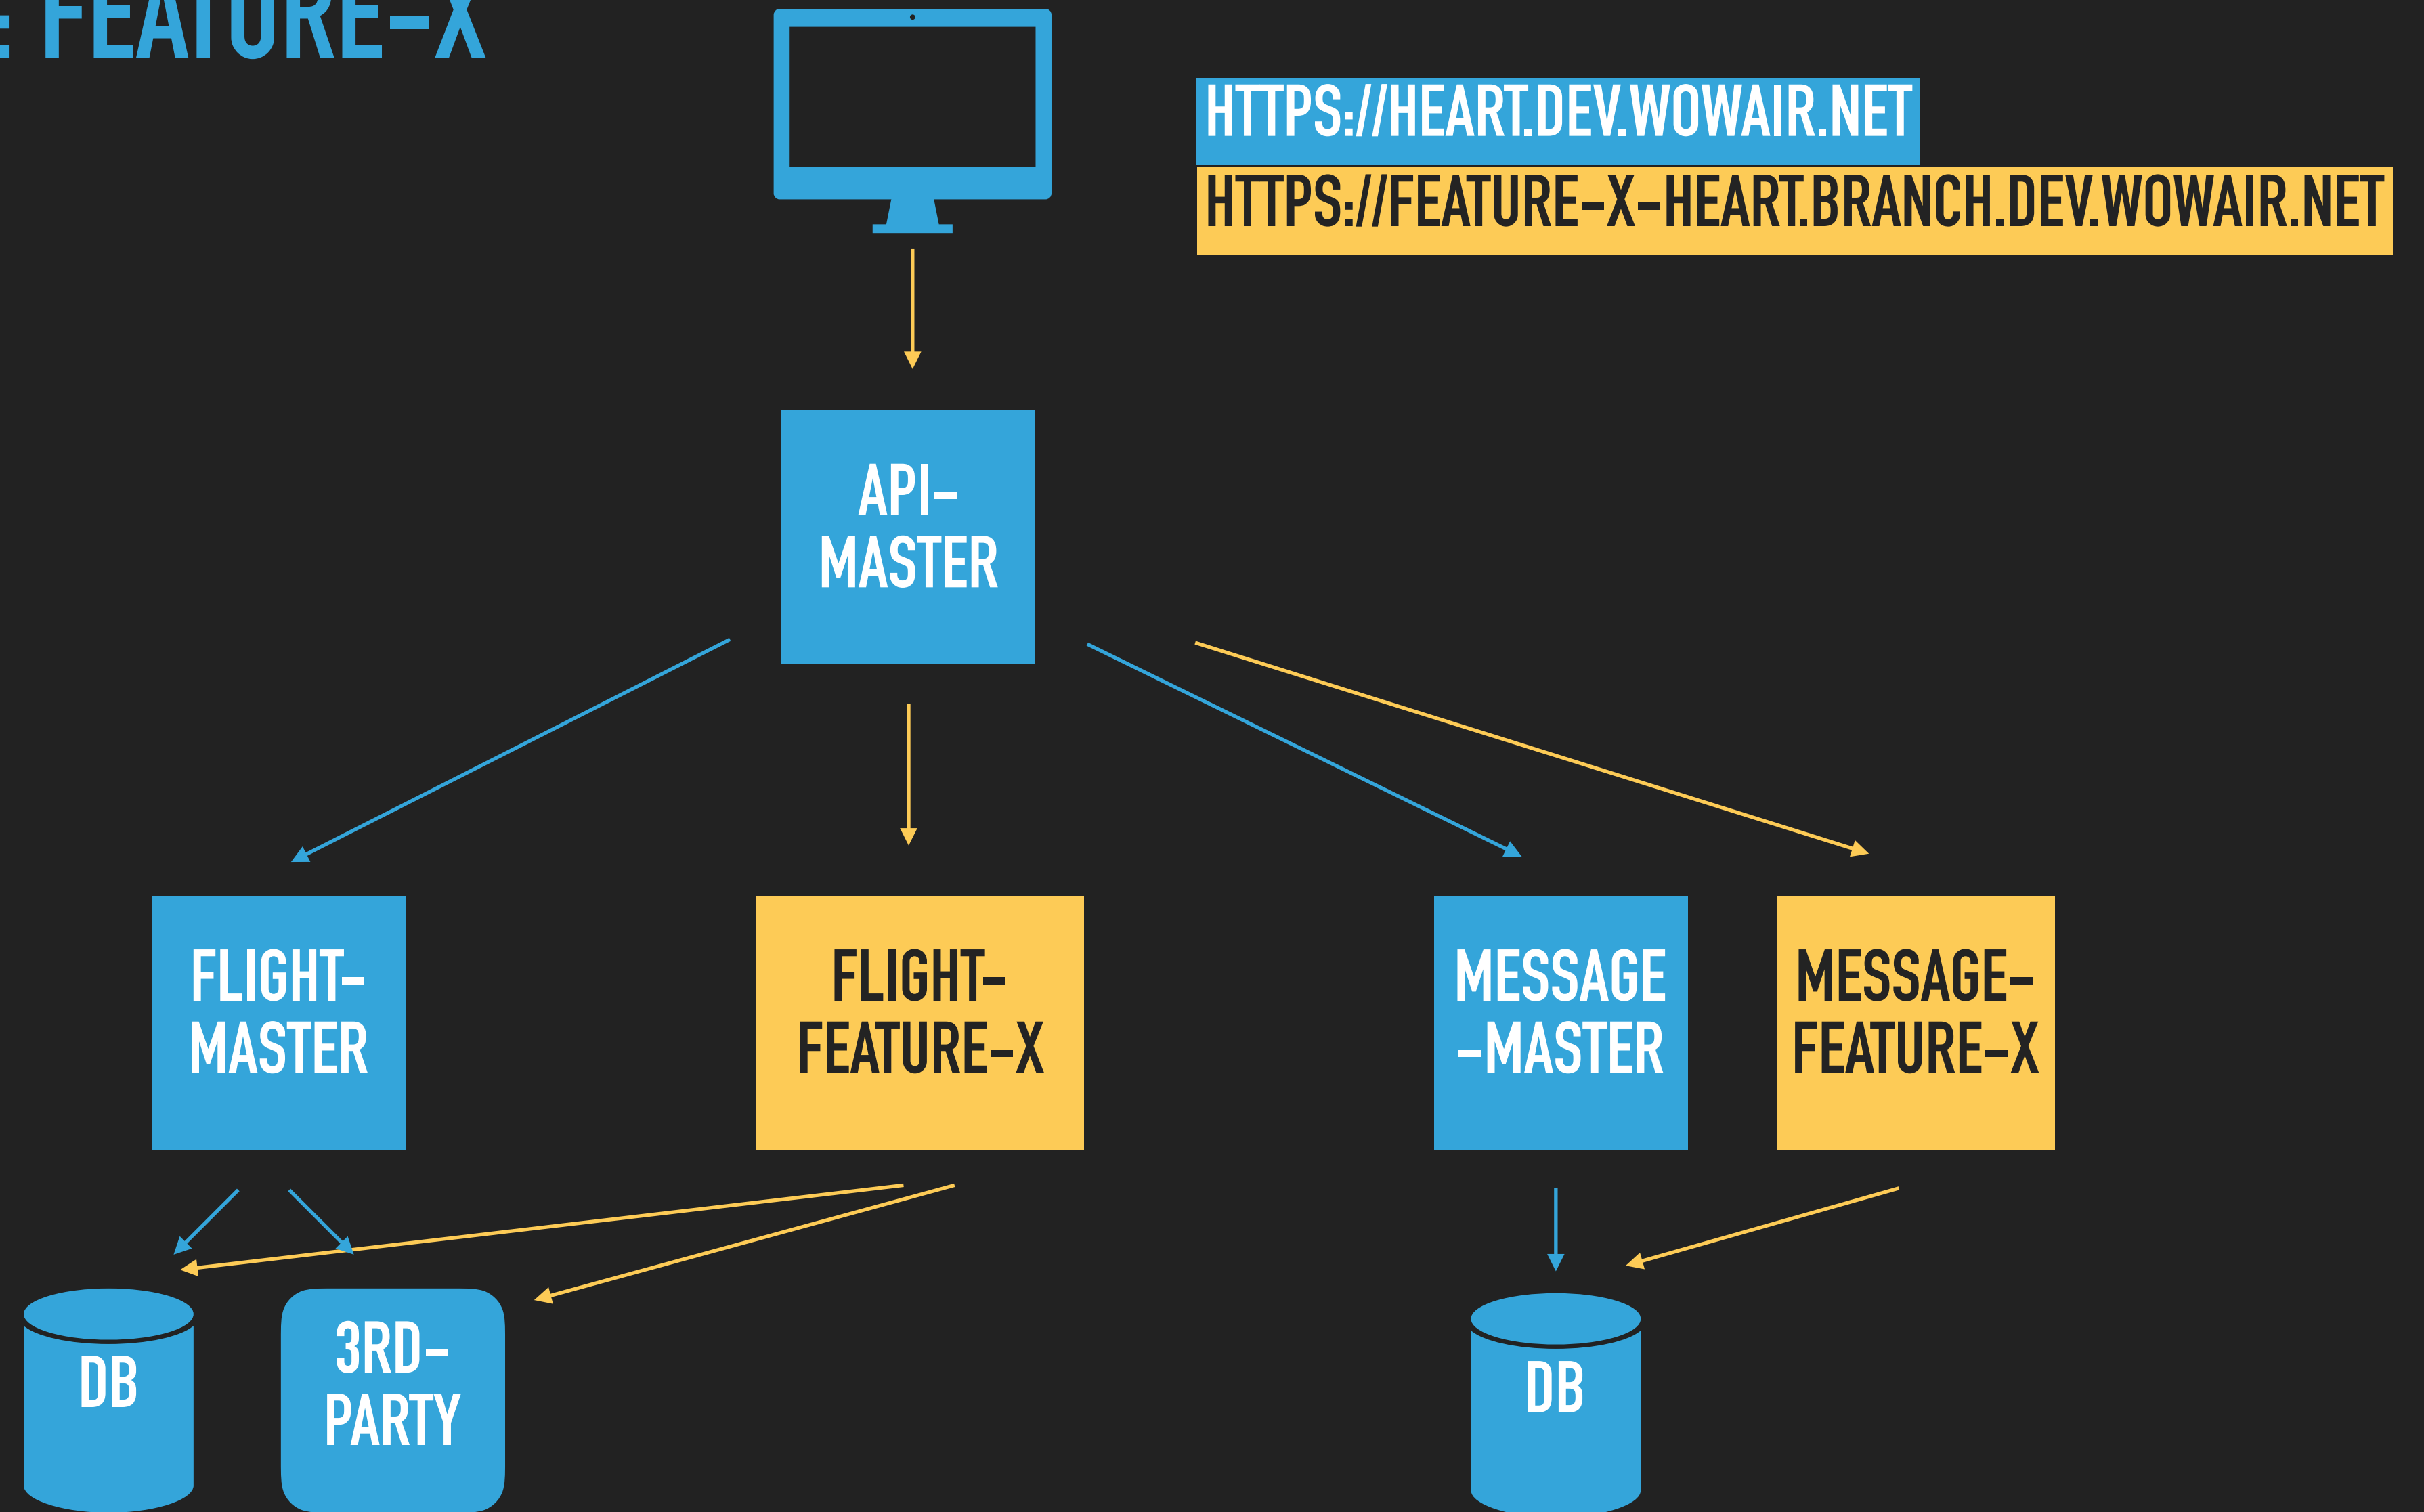 : FEATURE-X
HTTPS://HEART.DEV.WOWAIR.NET
HTTPS://FEATURE-X-HEART.BRANCH.DEV.WOWAIR.NET
API-
MASTER
FLIGHT-
MASTER
FLIGHT-
FEATURE-X
MESSAGE
-MASTER
MESSAGE-
FEATURE-X
DB
3RD-
PARTY
DB